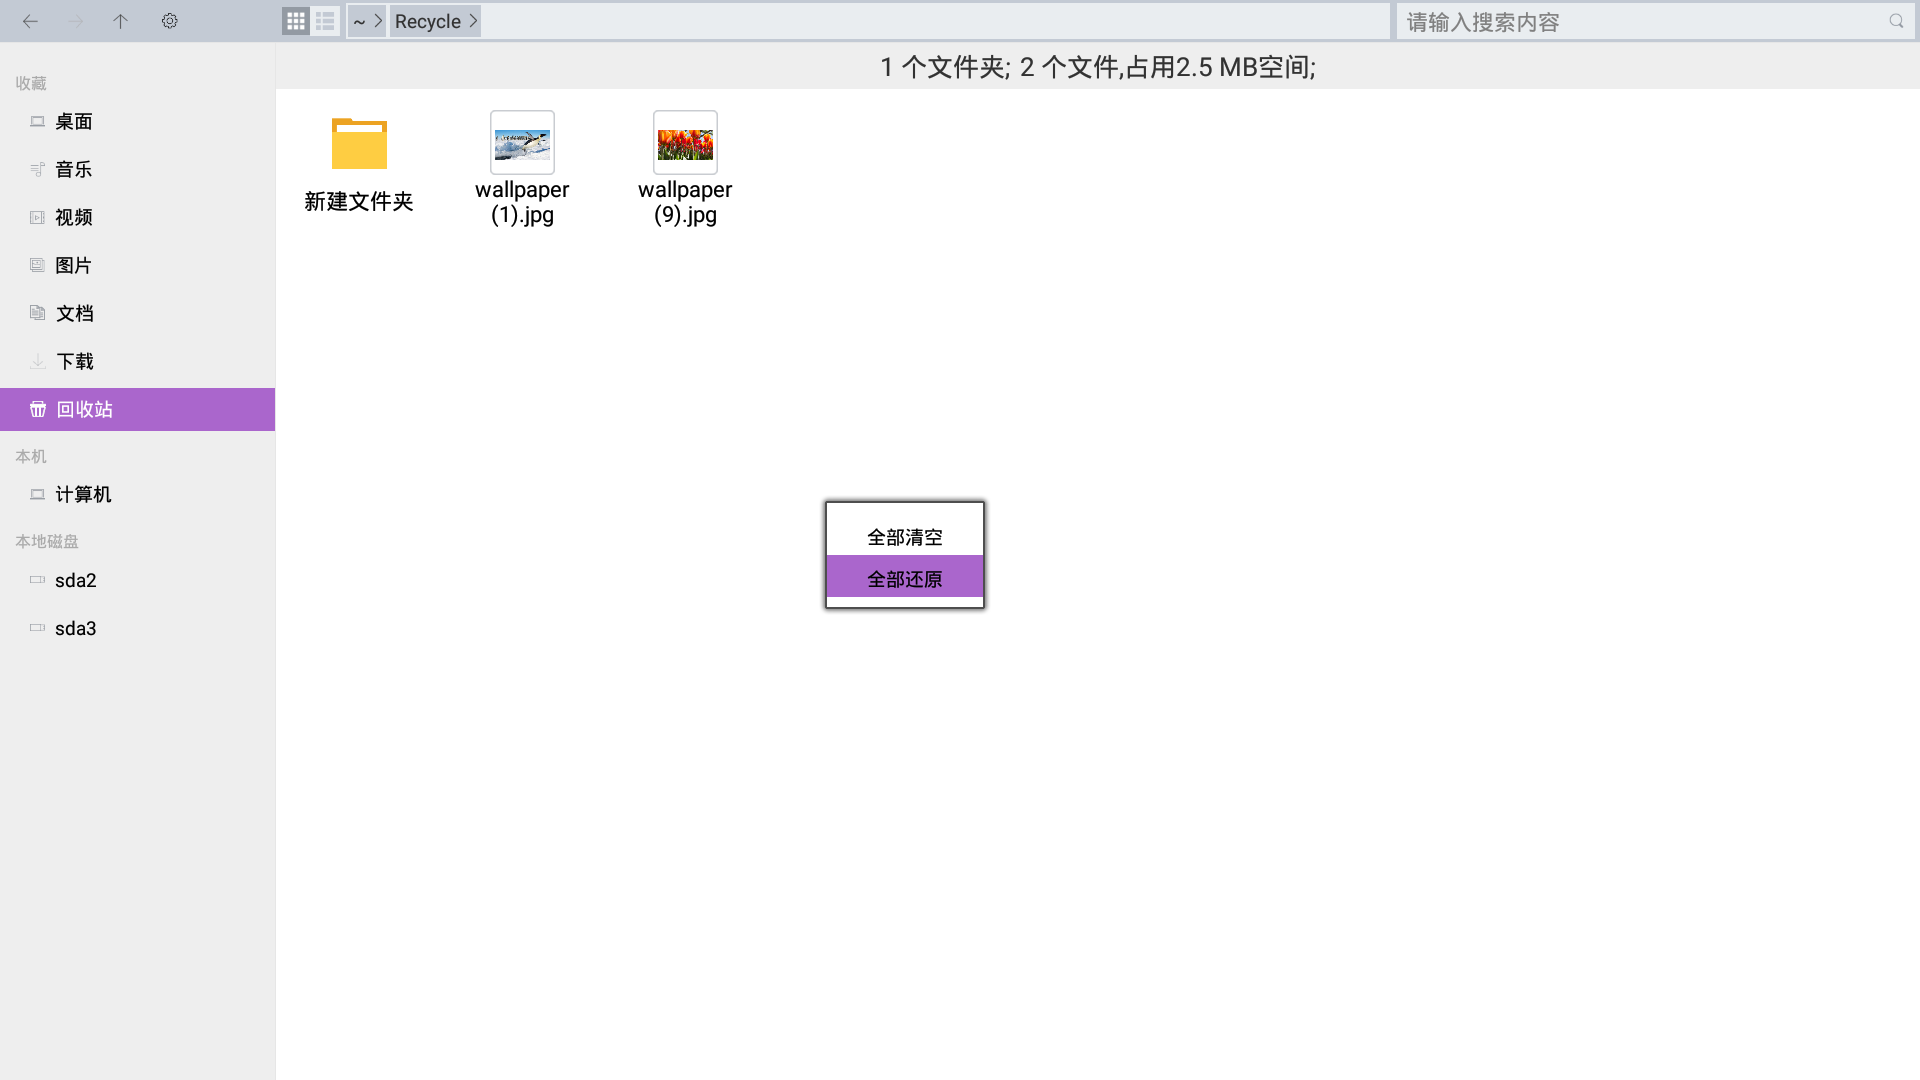 ~
Recycle
请输入搜索内容
1 个文件夹; 2 个文件,占用2.5 MB空间;
收藏
桌面
音乐
视频
图片
文档
下载
回收站
本机
计算机
本地磁盘
sda2
sda3
新建文件夹
wallpaper
(1).jpg
wallpaper
(9).jpg
全部清空
全部还原